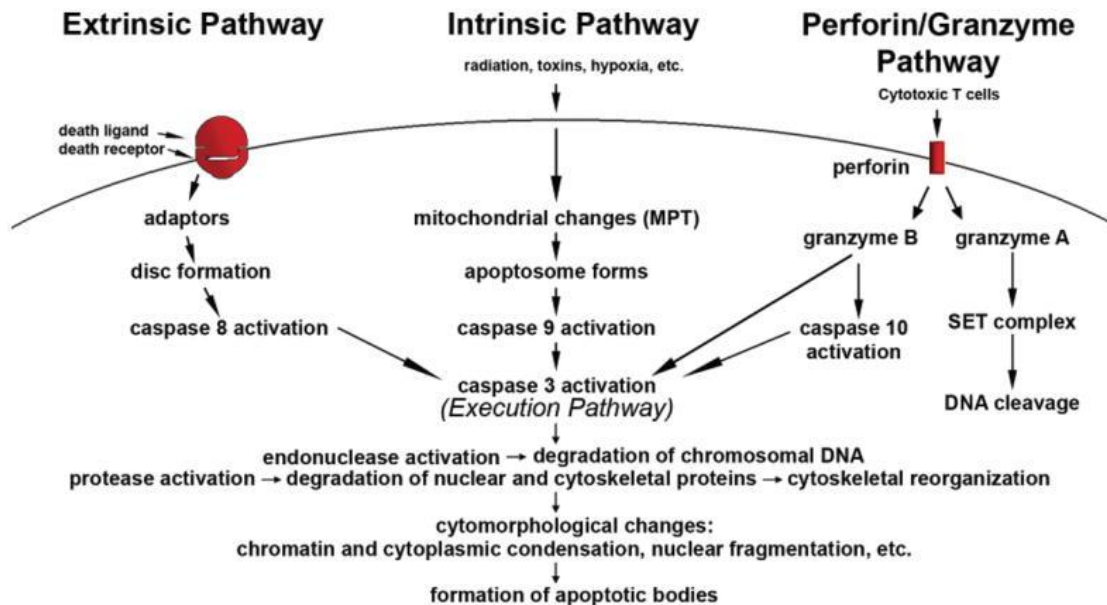 Extrinsic Pathway
Intrinsic Pathway
Perforin/Granzyme
Pathway
radiation, toxins, hypoxia, etc.
Cytotoxic T cells
death ligand
death receptor
perforin
adaptors
mitochondrial changes (MPT)
granzyme B
granzyme A
disc formation
apoptosome forms
caspase 8 activation
caspase 9 activation
caspase 10
activation
SET complex
caspase 3 activation
(Execution Pathway)
DNA cleavage
endonuclease activation → degradation of chromosomal DNA
protease activation → degradation of nuclear and cytoskeletal proteins → cytoskeletal reorganization
cytomorphological changes:
chromatin and cytoplasmic condensation, nuclear fragmentation, etc.
formation of apoptotic bodies